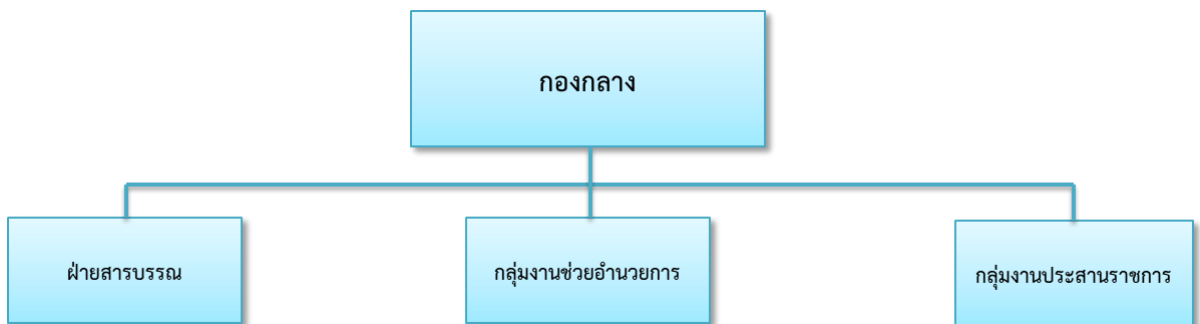 กองกลาง
ฝ่ายสารบรรณ
กลุ่มงานช่วยอำนวยการ
กลุ่มงานประสานราชการ